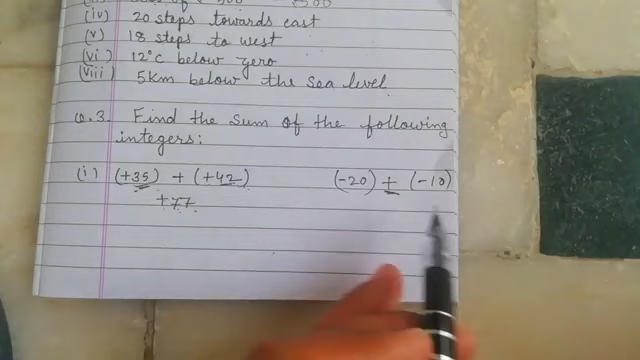 (iv) 20 steps towards east
(v) 18 steps to west
(vi) 12°c below zero
(viii) 5km below the sea level
Q.3. Find the sum of the following
integers:
(i) (+35) + (+42) (-20) + (-10)
+77